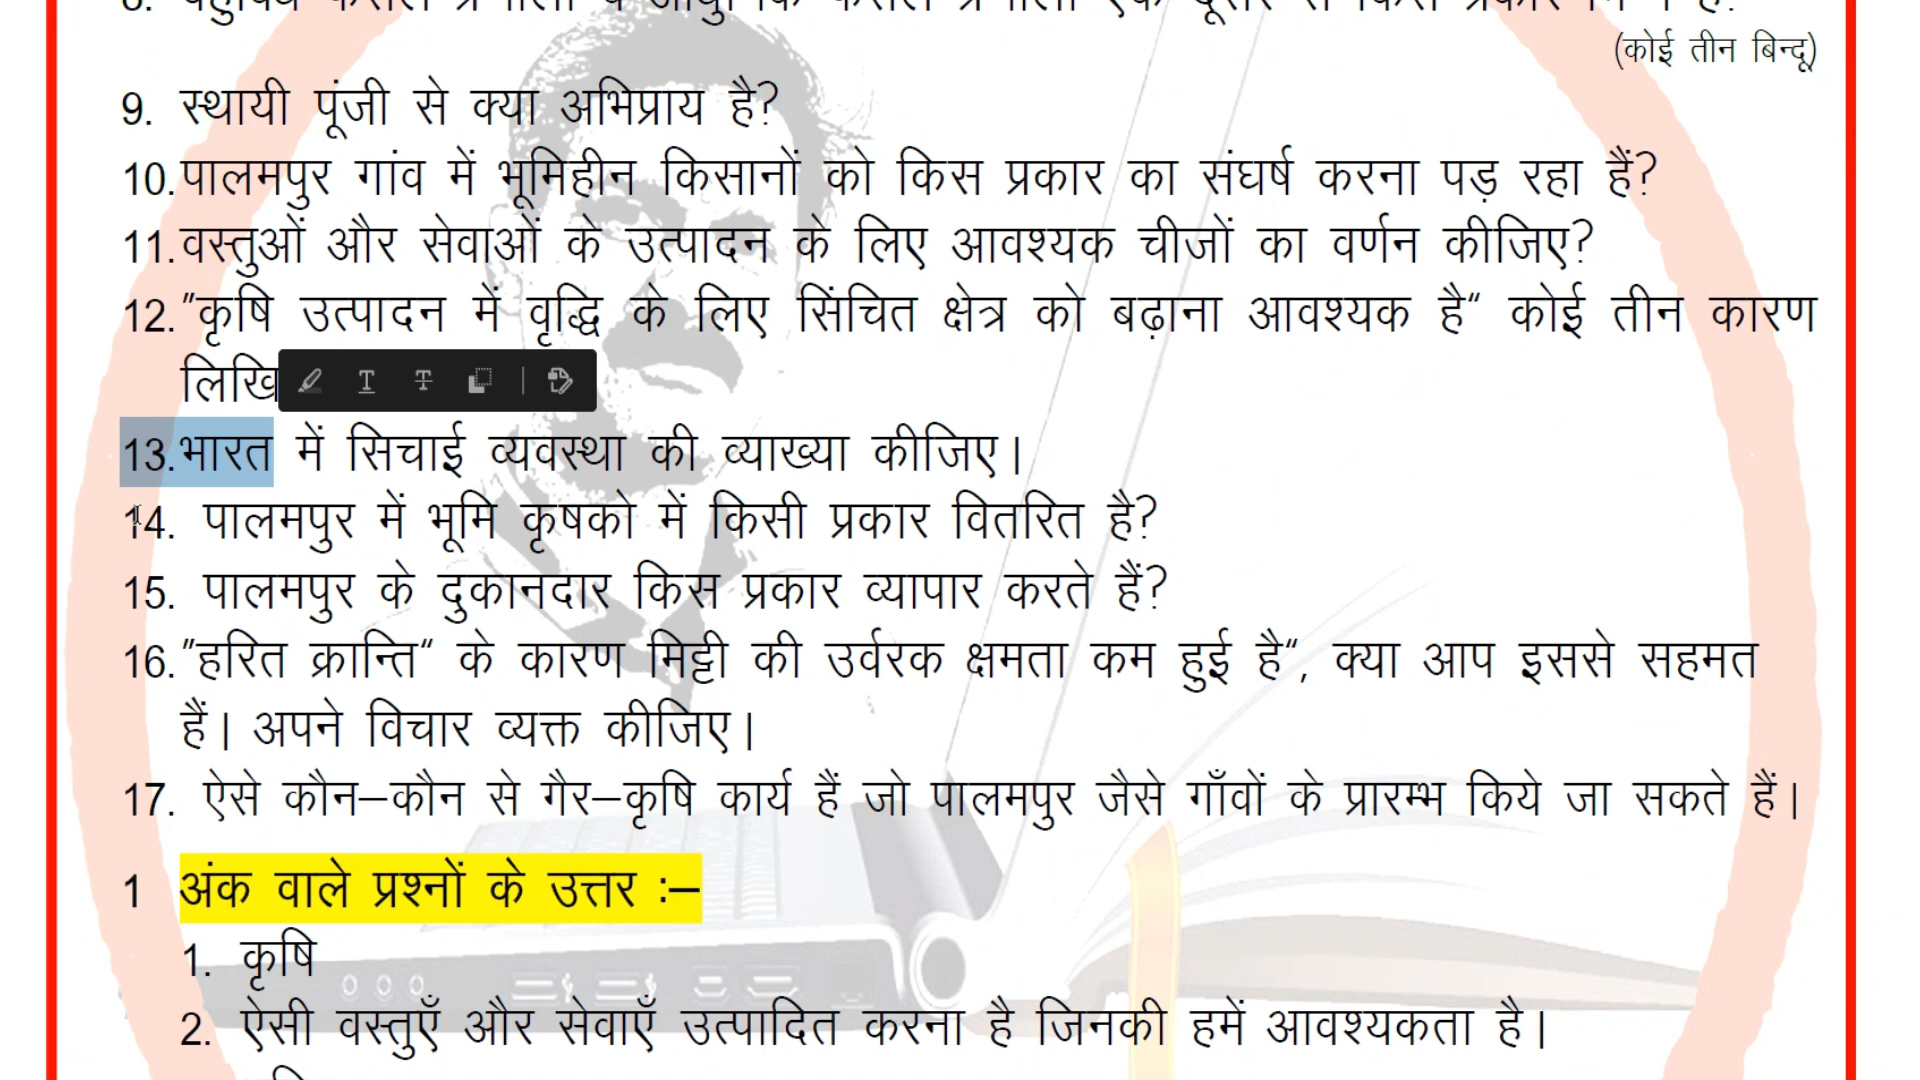 (कोई तीन बिन्दू)
9. स्थायी पूंजी से क्या अभिप्राय है?
10.पालमपुर गांव में भूमिहीन किसानों को किस प्रकार का संघर्ष करना पड़ रहा हैं?
11.वस्तुओं और सेवाओं के उत्पादन के लिए आवश्यक चीजों का वर्णन कीजिए?
12.″कृषि उत्पादन में वृद्धि के लिए सिंचित क्षेत्र को बढ़ाना आवश्यक है“ कोई तीन कारण
लिखि
13.भारत में सिचाई व्यवस्था की व्याख्या कीजिए।
14. पालमपुर में भूमि कृषको में किसी प्रकार वितरित है?
15. पालमपुर के दुकानदार किस प्रकार व्यापार करते हैं?
16.″हरित क्रान्ति“ के कारण मिट्टी की उर्वरक क्षमता कम हुई है“, क्या आप इससे सहमत
हैं। अपने विचार व्यक्त कीजिए।
17. ऐसे कौन–कौन से गैर–कृषि कार्य हैं जो पालमपुर जैसे गाँवों के प्रारम्भ किये जा सकते हैं।
1 अंक वाले प्रश्नों के उत्तर :–
1. कृषि
2. ऐसी वस्तुएँ और सेवाएँ उत्पादित करना है जिनकी हमें आवश्यकता है।